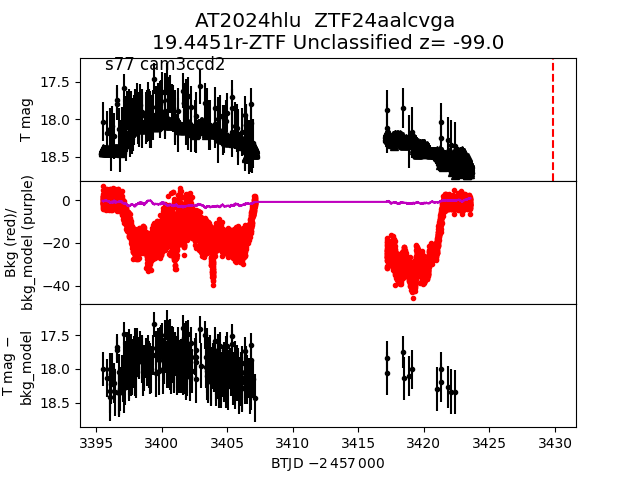 AT2024hlu  ZTF24aalcvga
19.4451r-ZTF Unclassified z= -99.0
s77 cam3ccd2
17.5
18.0
18.5
T mag
0
−20
−40
Bkg (red)/
bkg_model (purple)
17.5
18.0
18.5
T mag −
bkg_model
3395 3400 3405 3410 3415 3420 3425 3430
BTJD −2 457 000